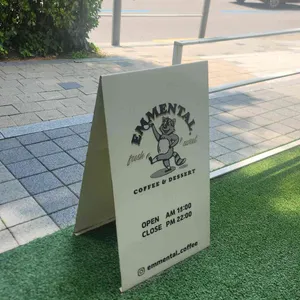 EMMENTAL.
fresh and
COFFEE & DESSERT
OPEN AM 11:00
CLOSE PM 22:00
emmental_coffee